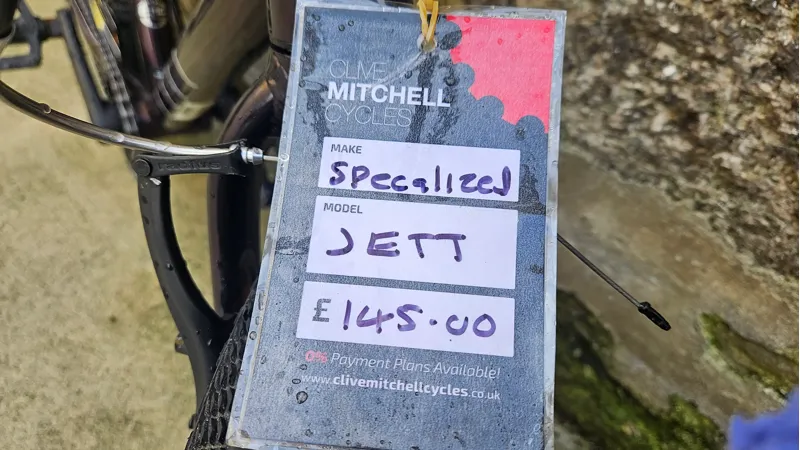 CLIVE
MITCHELL
CYCLES
MAKE
Specalized
MODEL
JETT
£145.00
0% Payment Plans Available!
www.clivemitchellcycles.co.uk